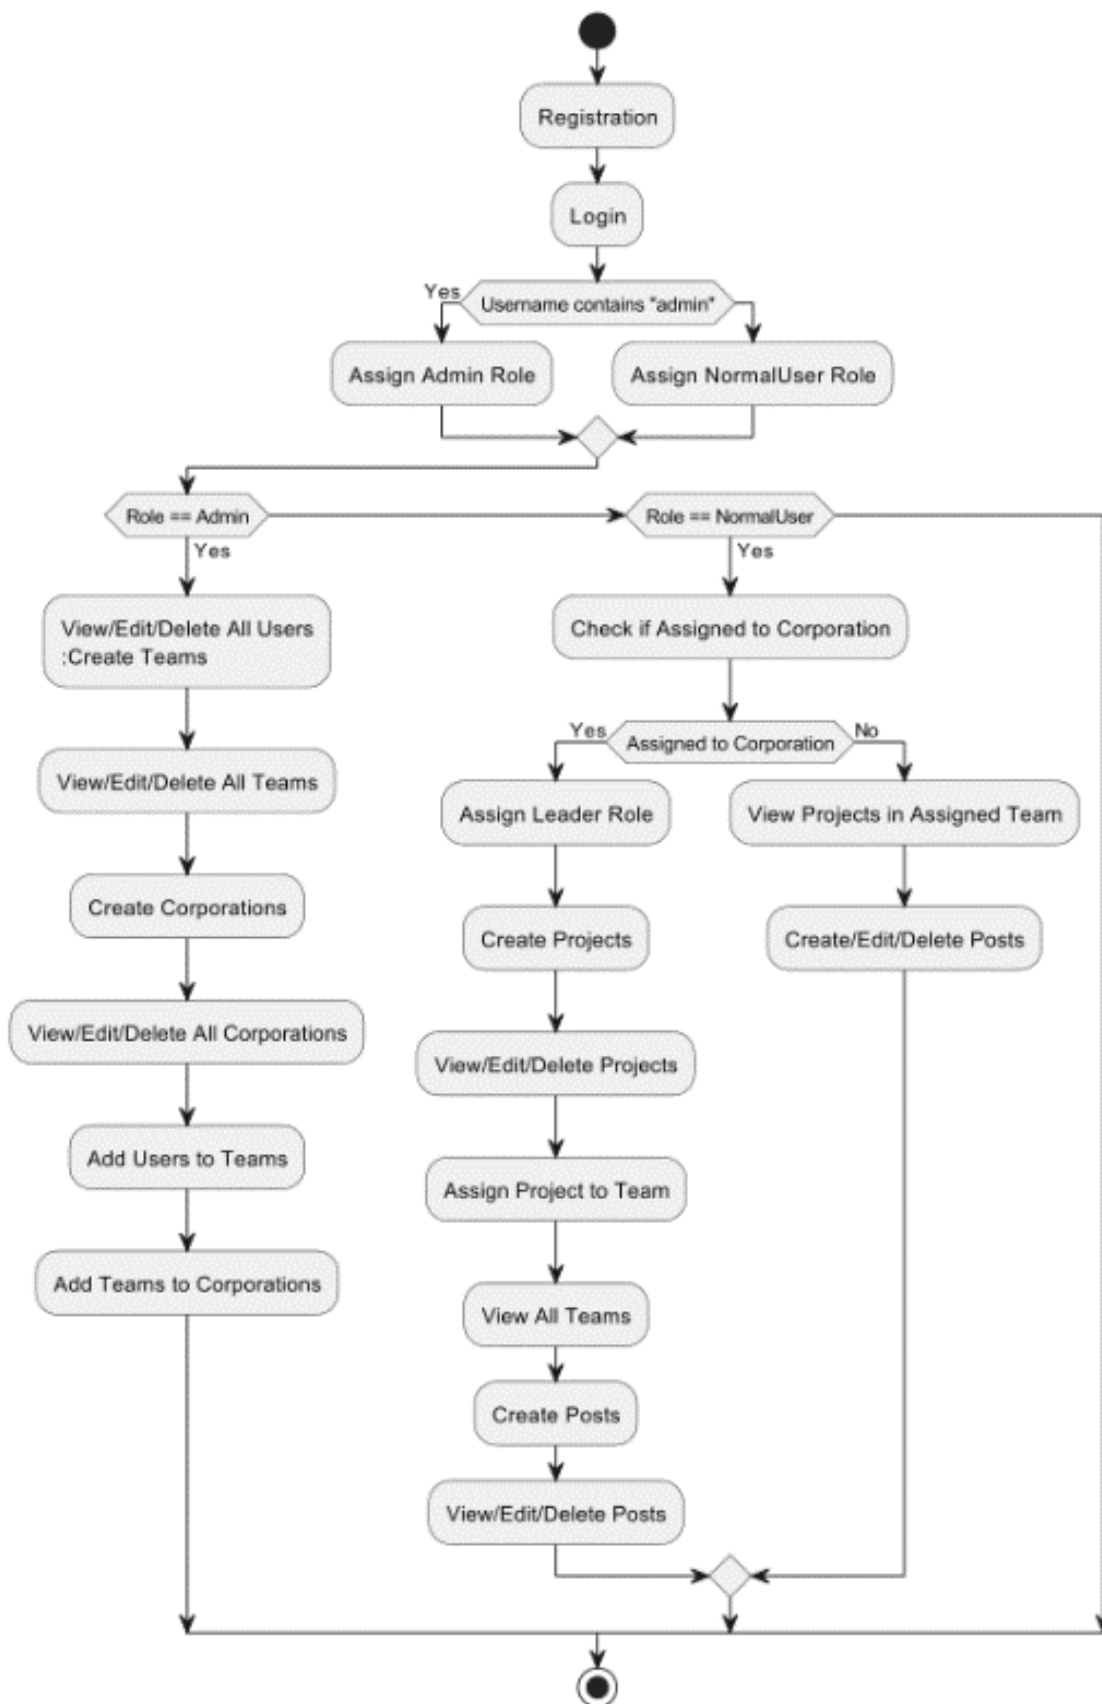 Registration
Login
Yes
Username contains "admin"
Assign Admin Role
Assign NormalUser Role
Role == Admin
Yes
Role == NormalUser
Yes
View/Edit/Delete All Users
:Create Teams
View/Edit/Delete All Teams
Create Corporations
View/Edit/Delete All Corporations
Add Users to Teams
Add Teams to Corporations
Check if Assigned to Corporation
Yes
Assigned to Corporation
No
Assign Leader Role
Create Projects
View/Edit/Delete Projects
Assign Project to Team
View All Teams
Create Posts
View/Edit/Delete Posts
View Projects in Assigned Team
Create/Edit/Delete Posts